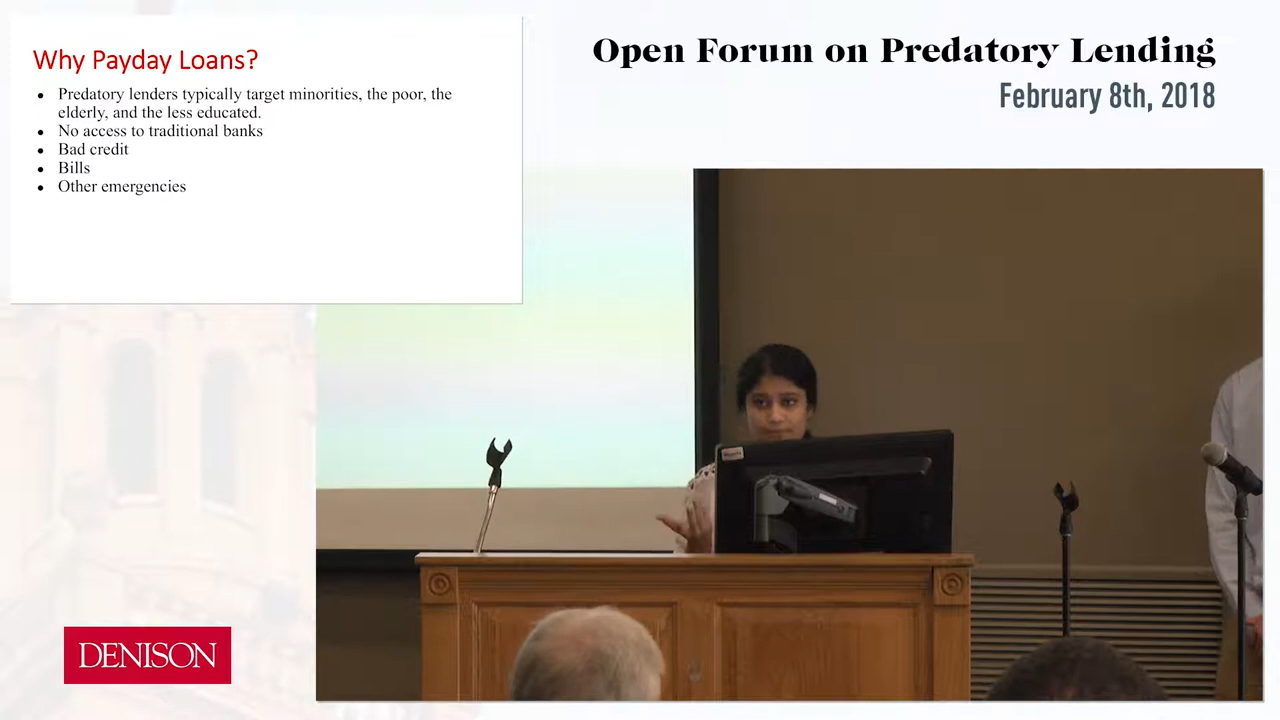 Why Payday Loans?
• Predatory lenders typically target minorities, the poor, the
elderly, and the less educated.
• No access to traditional banks
• Bad credit
• Bills
• Other emergencies
Open Forum on Predatory Lending
February 8th, 2018
DENISON